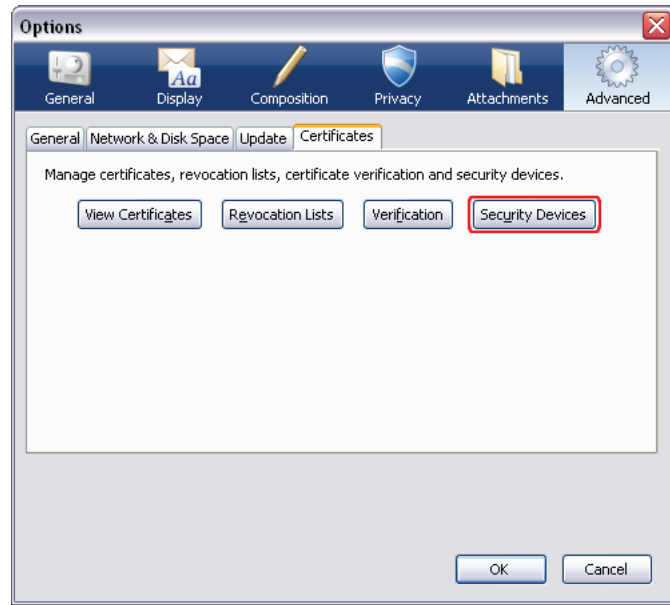 Options
General Display Composition Privacy Attachments Advanced
General Network & Disk Space Update Certificates
Manage certificates, revocation lists, certificate verification and security devices.
View Certificates Revocation Lists Verification Security Devices
OK Cancel